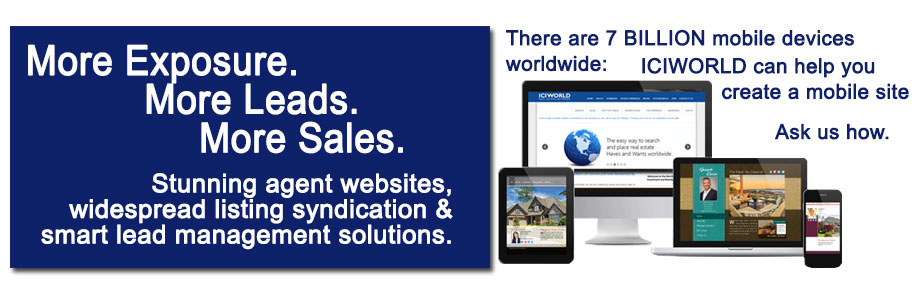 More Exposure.
More Leads.
More Sales.
Stunning agent websites,
widespread listing syndication &
smart lead management solutions.
There are 7 BILLION mobile devices
worldwide: ICIWORLD can help you
create a mobile site
Ask us how.
ICIWORLD
The easy way to search
and place real estate
Haves and Wants worldwide.